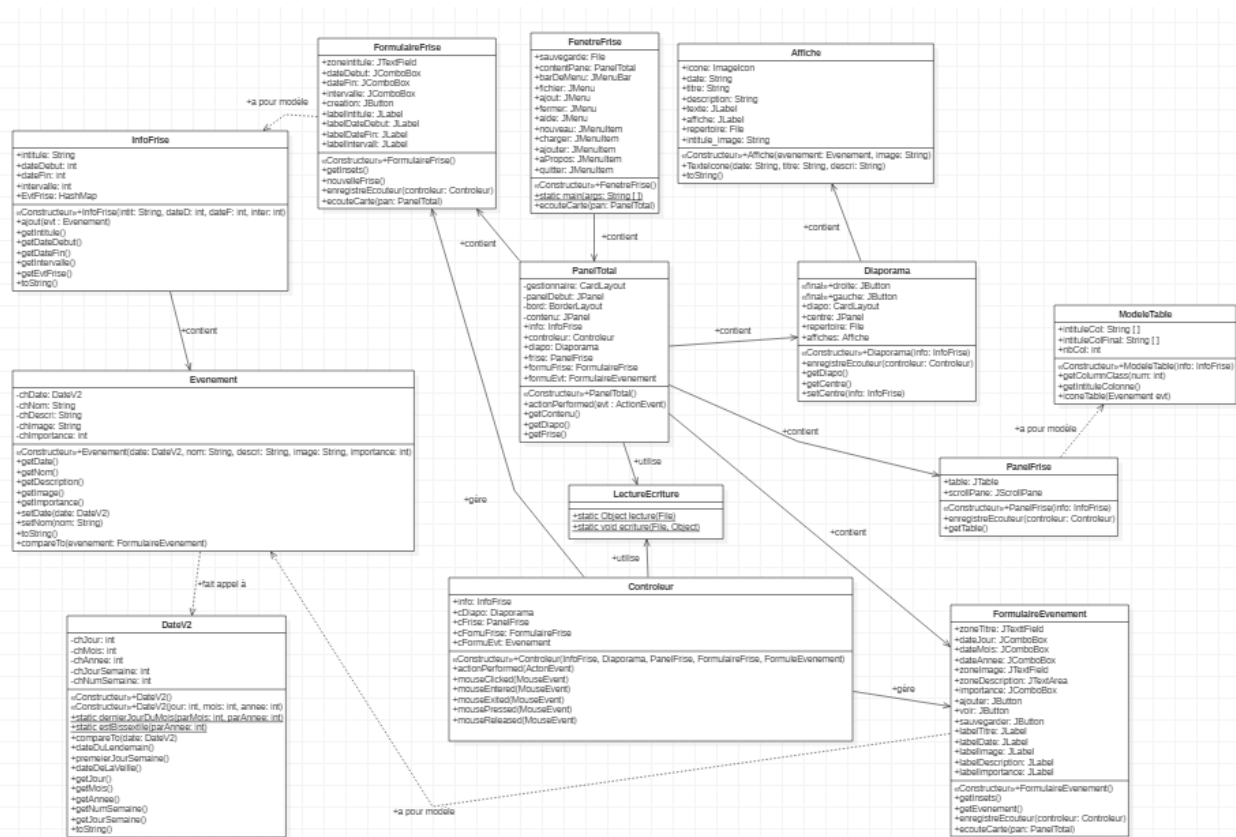 FormulaireFrise
+zoneintitule: JTextField
+dateDebut: JComboBox
+dateFin: JComboBox
+intervalle: JComboBox
+creation: JButton
+labelIntitule: JLabel
+labelDateDebut: JLabel
+labelDateFin: JLabel
+labelIntervall: JLabel
«Constructeur»+FormulaireFrise()
+getInsets()
+nouvelleFrise()
+enregistreEcouteur(controleur: Controleur)
+ecouteCarte(pan: PanelTotal)
FenetreFrise
+sauvegarde: File
+contentPane: PanelTotal
+barDeMenu: JMenuBar
+fichier: JMenu
+ajout: JMenu
+fermer: JMenu
+aide: JMenu
+nouveau: JMenuItem
+charger: JMenuItem
+ajouter: JMenuItem
+aPropos: JMenuItem
+quitter: JMenuItem
«Constructeur»+FenetreFrise()
+static main(args: String [])
+ecouteCarte(pan: PanelTotal)
Affiche
+icone: ImageIcon
+date: String
+titre: String
+description: String
+texte: JLabel
+affiche: JLabel
+repertoire: File
+intitule_image: String
«Constructeur»+Affiche(evenement: Evenement, image: String)
+TexteIcone(date: String, titre: String, descri: String)
+toString()
+a pour modèle
InfoFrise
+intitule: String
+dateDebut: int
+dateFin: int
+intervalle: int
+EvtFrise: HashMap
«Constructeur»+InfoFrise(intit: String, dateD: int, dateF: int, inter: int)
+ajout(evt : Evenement)
+getIntitule()
+getDateDebut()
+getDateFin()
+getIntervalle()
+getEvtFrise()
+toString()
+contient
+contient
+contient
PanelTotal
-gestionnaire: CardLayout
-panelDebut: JPanel
-bord: BorderLayout
-contenu: JPanel
+info: InfoFrise
+controleur: Controleur
+diapo: Diaporama
+frise: PanelFrise
+formuFrise: FormulaireFrise
+formuEvt: FormulaireEvenement
«Constructeur»+PanelTotal()
+actionPerformed(evt : ActionEvent)
+getContenu()
+getDiapo()
+getFrise()
+contient
Diaporama
«final»+droite: JButton
«final»+gauche: JButton
+diapo: CardLayout
+centre: JPanel
+repertoire: File
+affiches: Affiche
«Constructeur»+Diaporama(info: InfoFrise)
+enregistreEcouteur(controleur: Controleur)
+getDiapo()
+getCentre()
+setCentre(info: InfoFrise)
ModeleTable
+intituleCol: String []
+intituleColFinal: String []
+nbCol: int
«Constructeur»+ModeleTable(info: InfoFrise)
+getColumnClass(num: int)
+getIntituleColonne()
+iconeTable(Evenement evt)
+contient
Evenement
-chDate: DateV2
-chNom: String
-chDescri: String
-chImage: String
-chImportance: int
«Constructeur»+Evenement(date: DateV2, nom: String, descri: String, image: String, importance: int)
+getDate()
+getNom()
+getDescription()
+getImage()
+getImportance()
+setDate(date: DateV2)
+setNom(nom: String)
+toString()
+compareTo(evenement: FormulaireEvenement)
+contient
+a pour modèle
PanelFrise
+table: JTable
+scrollPane: JScrollPane
«Constructeur»+PanelFrise(info: InfoFrise)
+enregistreEcouteur(controleur: Controleur)
+getTable()
+utilise
LectureEcriture
+static Object lecture(File)
+static void ecriture(File, Object)
+gère
+utilise
+contient
+fait appel à
Controleur
+info: InfoFrise
+cDiapo: Diaporama
+cFrise: PanelFrise
+cFomuFrise: FormulaireFrise
+cFormuEvt: Evenement
«Constructeur»+Controleur(InfoFrise, Diaporama, PanelFrise, FormulaireFrise, FormuleEvenement)
+actionPerformed(ActonEvent)
+mouseClicked(MouseEvent)
+mouseEntered(MouseEvent)
+mouseExited(MouseEvent)
+mousePressed(MouseEvent)
+mouseReleased(MouseEvent)
DateV2
-chJour: int
-chMois: int
-chAnnee: int
-chJourSemaine: int
-chNumSemaine: int
«Constructeur»+DateV2()
«Constructeur»+DateV2(jour: int, mois: int, annee: int)
+static dernierJourDuMois(parMois: int, parAnnee: int)
+static estBissextile(parAnnee: int)
+compareTo(date: DateV2)
+dateDuLendemain()
+premeierJourSemaine()
+dateDeLaVeille()
+getJour()
+getMois()
+getAnnee()
+getNumSemaine()
+getJourSemaine()
+toString()
+gère
FormulaireEvenement
+zoneTitre: JTexttField
+dateJour: JComboBox
+dateMois: JComboBox
+dateAnnee: JComboBox
+zoneImage: JTextField
+zoneDescription: JTextArea
+importance: JComboBox
+ajouter: JButton
+voir: JButton
+sauvegarder: JButton
+labelTitre: JLabel
+labelDate: JLabel
+labelImage: JLabel
+labelDescription: JLabel
+labelImportance: JLabel
«Constructeur»+FormulaireEvenement()
+getInsets()
+getEvenement()
+enregistreEcouteur(controleur: Controleur)
+ecouteCarte(pan: PanelTotal)
+a pour modèle